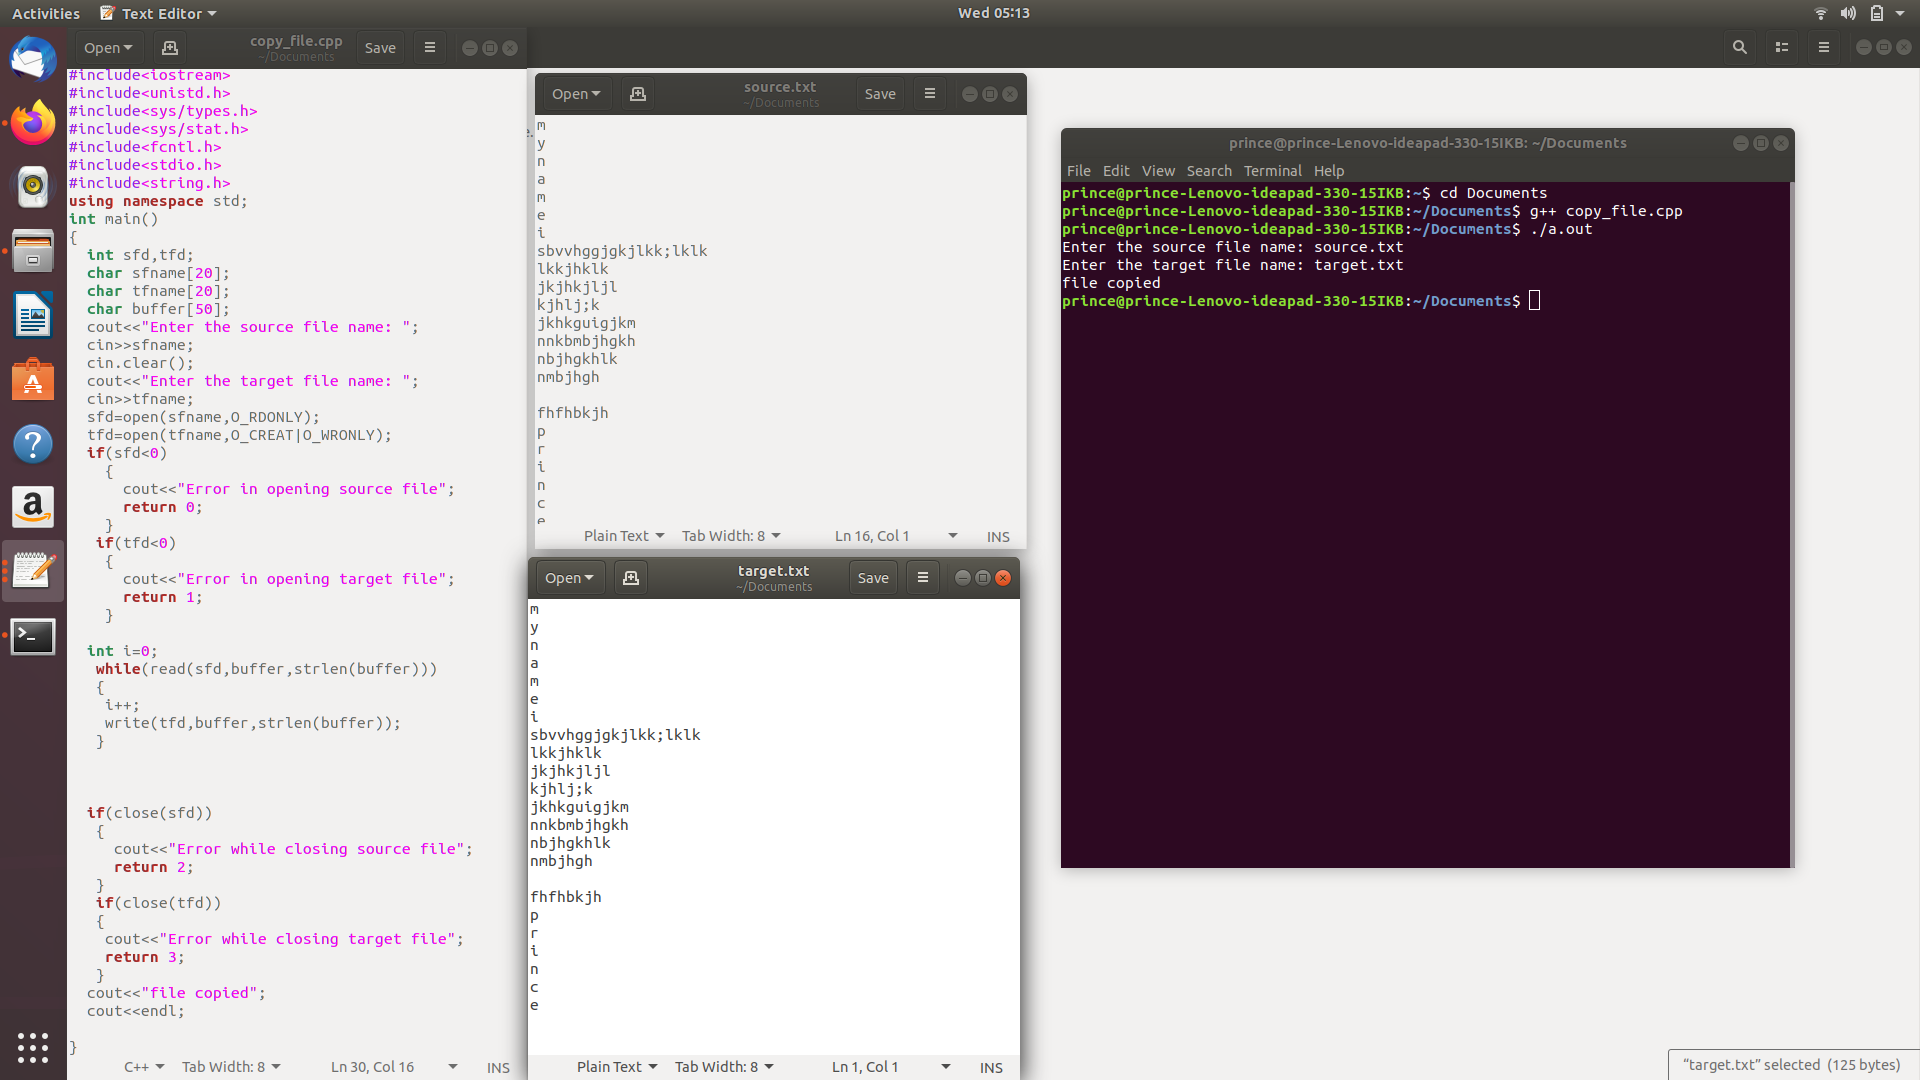 Activities
Text Editor
Wed 05:13
Open
copy_file.cpp
~/Documents
Save
#include<iostream>
#include<unistd.h>
#include<sys/types.h>
#include<sys/stat.h>
#include<fcntl.h>
#include<stdio.h>
#include<string.h>
using namespace std;
int main()
{
int sfd,tfd;
char sfname[20];
char tfname[20];
char buffer[50];
cout<<"Enter the source file name: ";
cin>>sfname;
cin.clear();
cout<<"Enter the target file name: ";
cin>>tfname;
sfd=open(sfname,O_RDONLY);
tfd=open(tfname,O_CREAT|O_WRONLY);
if(sfd<0)
{
cout<<"Error in opening source file";
return 0;
}
if(tfd<0)
{
cout<<"Error in opening target file";
return 1;
}
int i=0;
while(read(sfd,buffer,strlen(buffer)))
{
i++;
write(tfd,buffer,strlen(buffer));
}
if(close(sfd))
{
cout<<"Error while closing source file";
return 2;
}
if(close(tfd))
{
cout<<"Error while closing target file";
return 3;
}
cout<<"file copied";
cout<<endl;
}
C++
Tab Width: 8
Ln 30, Col 16
INS
Open
source.txt
~/Documents
Save
m
y
n
a
m
e
i
sbvvhggjgkjlkk;lklk
lkkjhklk
jkjhkjljl
kjhlj;k
jkhkguigjkm
nnkbmbjhgkh
nbjhgkhlk
nmbjhgh
fhfhbkjh
p
r
i
n
c
e
Plain Text
Tab Width: 8
Ln 16, Col 1
INS
Open
target.txt
~/Documents
Save
m
y
n
a
m
e
i
sbvvhggjgkjlkk;lklk
lkkjhklk
jkjhkjljl
kjhlj;k
jkhkguigjkm
nnkbmbjhgkh
nbjhgkhlk
nmbjhgh
fhfhbkjh
p
r
i
n
c
e
Plain Text
Tab Width: 8
Ln 1, Col 1
INS
prince@prince-Lenovo-ideapad-330-15IKB: ~/Documents
File Edit View Search Terminal Help
prince@prince-Lenovo-ideapad-330-15IKB:~$ cd Documents
prince@prince-Lenovo-ideapad-330-15IKB:~/Documents$ g++ copy_file.cpp
prince@prince-Lenovo-ideapad-330-15IKB:~/Documents$ ./a.out
Enter the source file name: source.txt
Enter the target file name: target.txt
file copied
prince@prince-Lenovo-ideapad-330-15IKB:~/Documents$
“target.txt” selected (125 bytes)